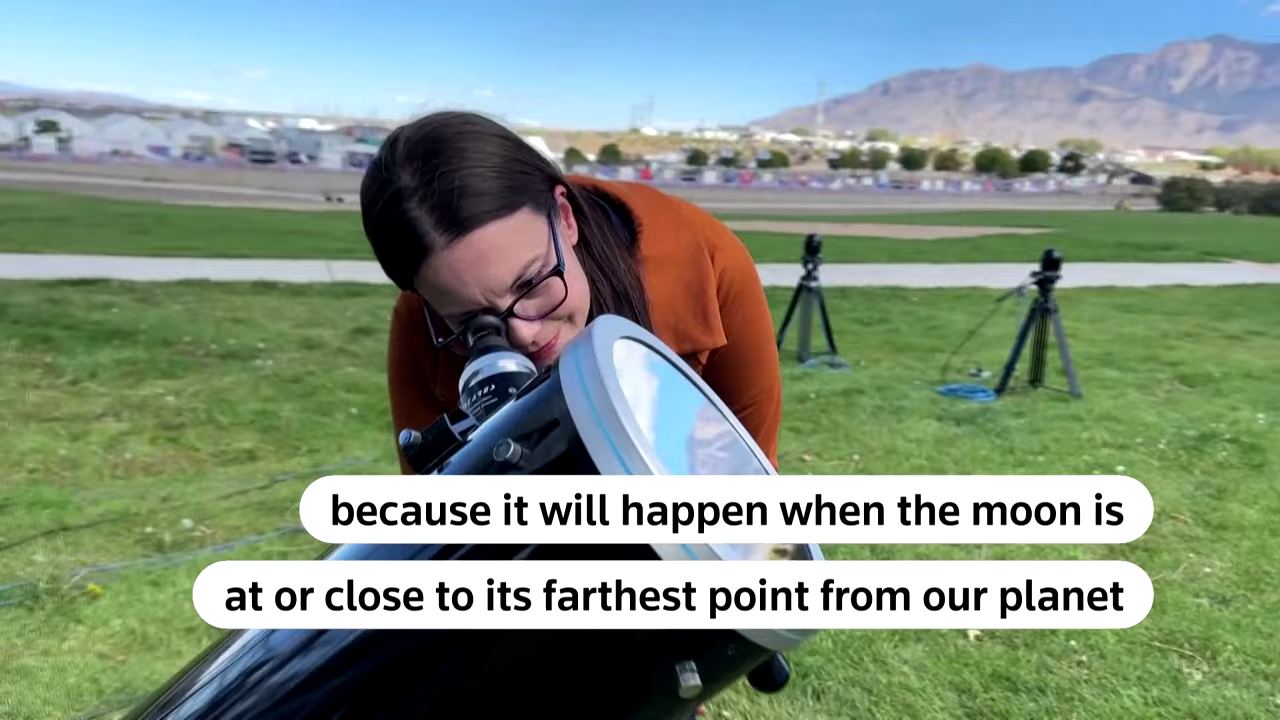 because it will happen when the moon is
at or close to its farthest point from our planet